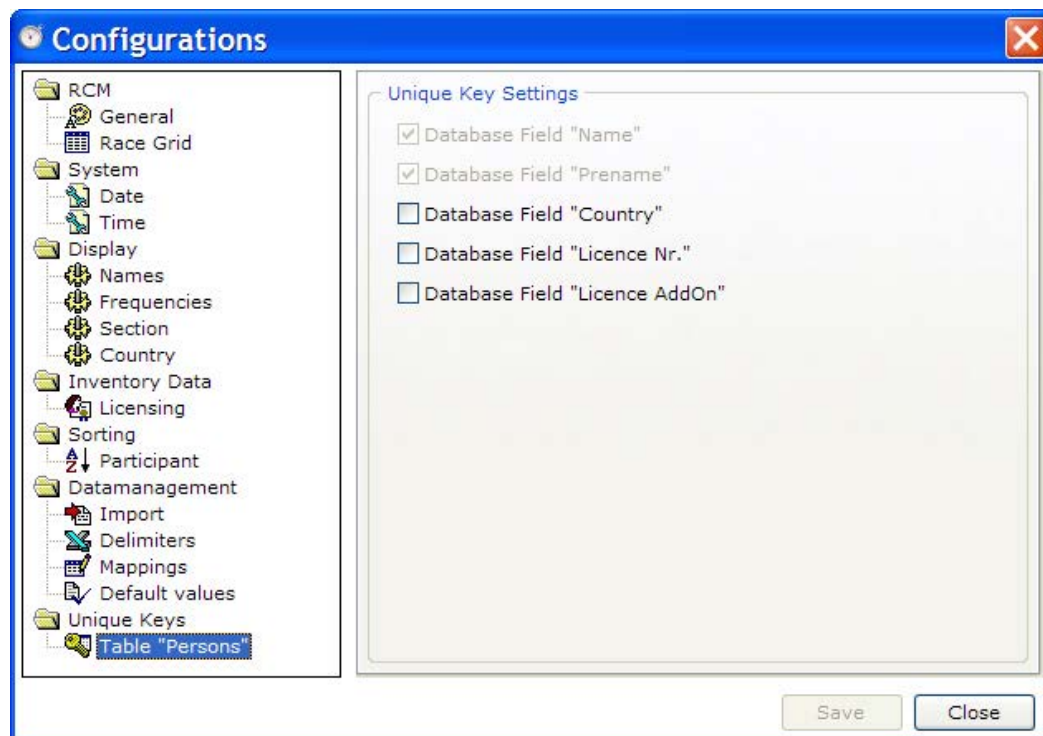 Configurations
RCM
General
Race Grid
System
Date
Time
Display
Names
Frequencies
Section
Country
Inventory Data
Licensing
Sorting
Participant
Datamanagement
Import
Delimiters
Mappings
Default values
Unique Keys
Table "Persons"
Unique Key Settings
Database Field "Name"
Database Field "Prename"
Database Field "Country"
Database Field "Licence Nr."
Database Field "Licence AddOn"
Save
Close